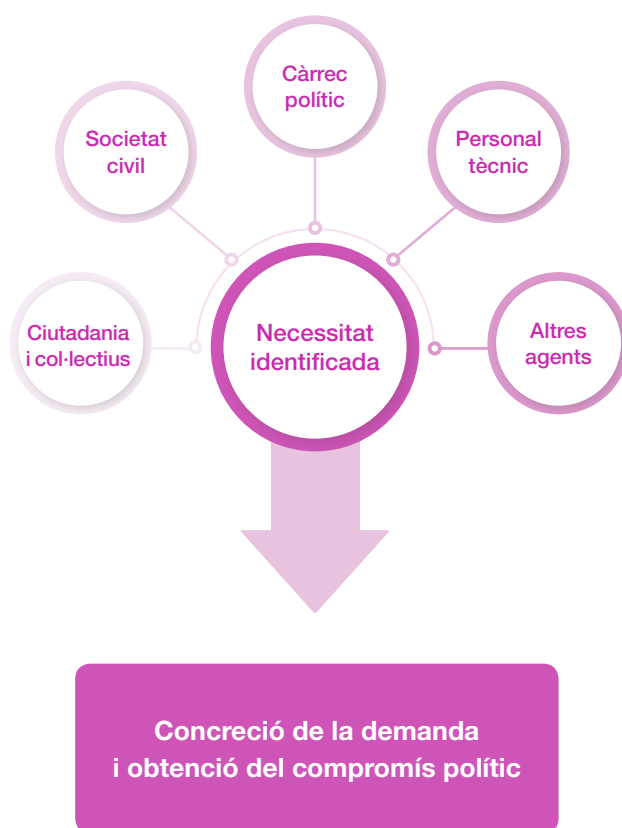 Càrrec
polític
Societat
civil
Personal
tècnic
Ciutadania
i col·lectius
Necessitat
identificada
Altres
agents
Concreció de la demanda
i obtenció del compromís polític